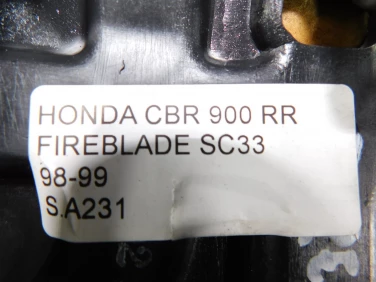 HONDA CBR 900 RR
FIREBLADE SC33
98-99
S.A231